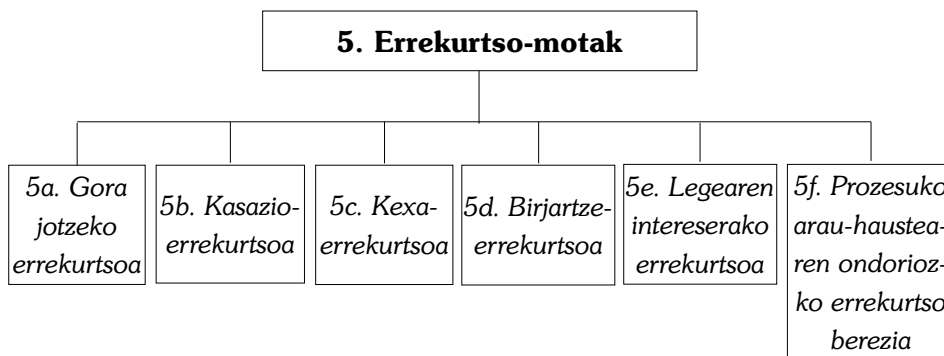 5. Errekurtso-motak
5a. Gora
jotzeko
errekurtsoa
5b. Kasazio-
errekurtsoa
5c. Kexa-
errekurtsoa
5d. Birjartze-
errekurtsoa
5e. Legearen
intereserako
errekurtsoa
5f. Prozesuko
arau-haustea-
ren ondorioz-
ko errekurtso
berezia